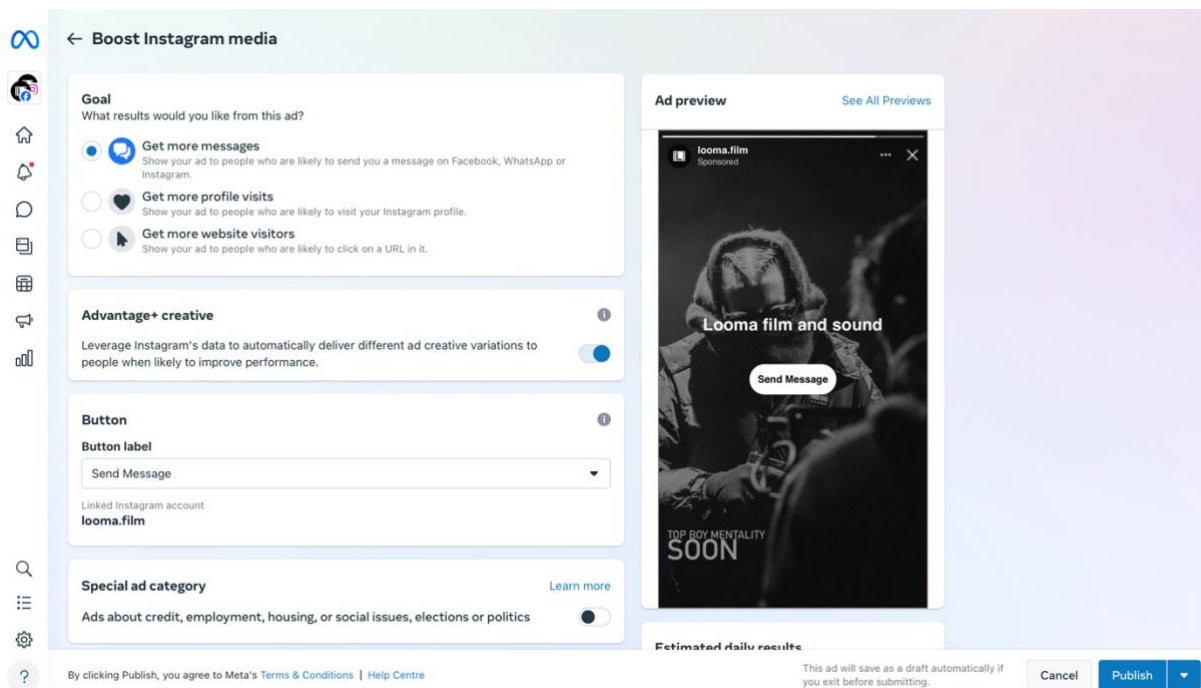 Boost Instagram media
Goal
What results would you like from this ad?
Get more messages
Show your ad to people who are likely to send you a message on Facebook, WhatsApp or
Instagram.
Get more profile visits
Show your ad to people who are likely to visit your Instagram profile.
Get more website visitors
Show your ad to people who are likely to click on a URL in it.
Advantage+ creative
Leverage Instagram's data to automatically deliver different ad creative variations to
people when likely to improve performance.
Button
Button label
Send Message
Linked Instagram account
looma.film
Special ad category
Learn more
Ads about credit, employment, housing, or social issues, elections or politics
Ad preview
See All Previews
looma.film
Sponsored
Looma film and sound
Send Message
TOP BOY MENTALITY
SOON
Estimated daily results
By clicking Publish, you agree to Meta's Terms & Conditions | Help Centre
This ad will save as a draft automatically if
you exit before submitting.
Cancel
Publish